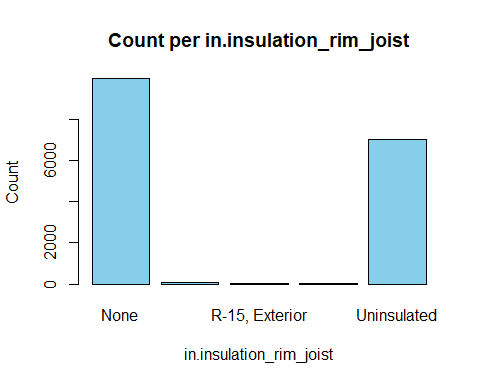 Count per in.insulation_rim_joist
Count
6000
2000
0
None
R-15, Exterior
Uninsulated
in.insulation_rim_joist